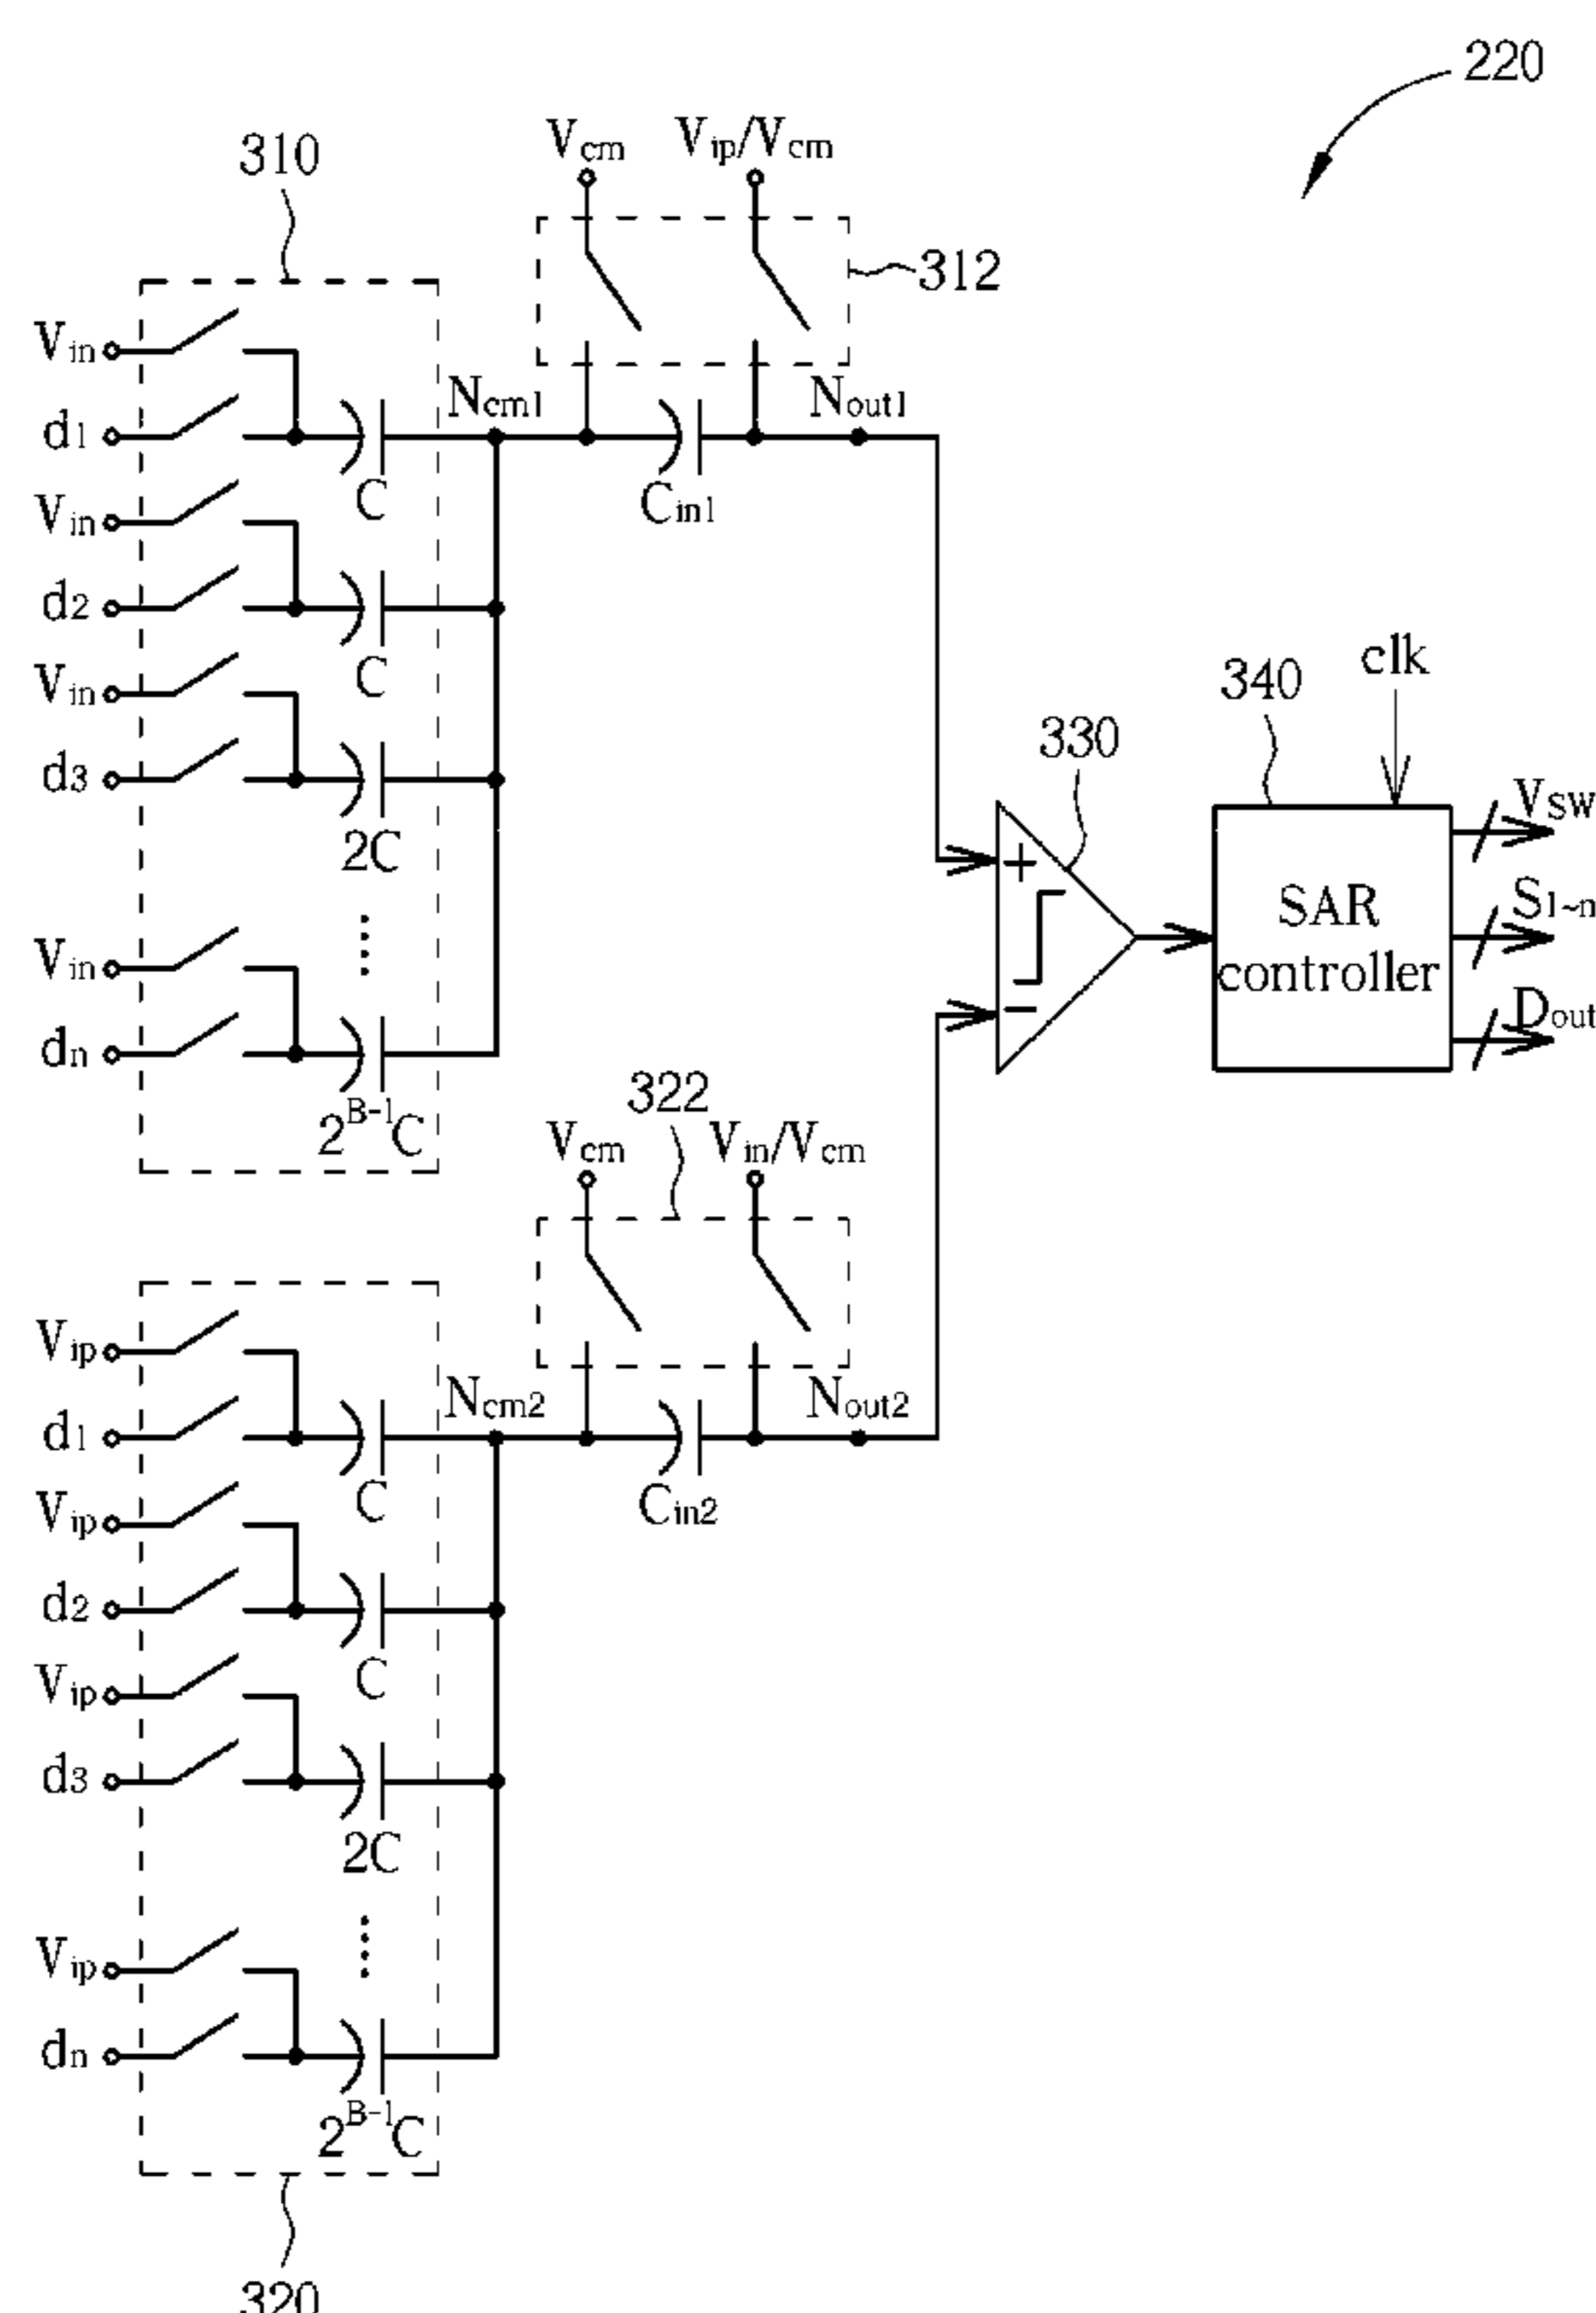 220
310
Vcm
Vip/Vcm
312
Vin
d1
C
Ncm1
Cin1
Nout1
Vin
d2
C
Vin
d3
2C
Vin
dn
2^B-1C
330
+
−
340
clk
SAR
controller
VSW
S1~n
Dout
322
Vcm
Vin/Vcm
Vip
d1
C
Ncm2
Cin2
Nout2
Vip
d2
C
Vip
d3
2C
Vip
dn
2^B-1C
320